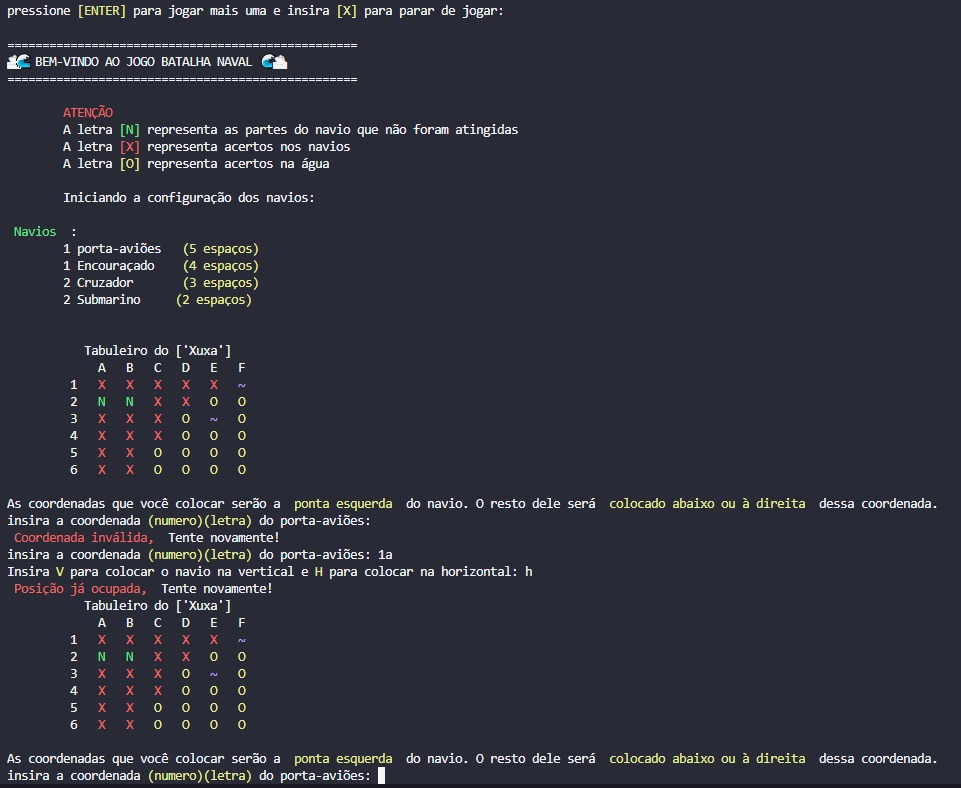 pressione [ENTER] para jogar mais uma e insira [X] para parar de jogar:
==================================================
BEM-VINDO AO JOGO BATALHA NAVAL
==================================================
ATENÇÃO
A letra [N] representa as partes do navio que não foram atingidas
A letra [X] representa acertos nos navios
A letra [O] representa acertos na água
Iniciando a configuração dos navios:
Navios :
1 porta-aviões (5 espaços)
1 Encouraçado (4 espaços)
2 Cruzador (3 espaços)
2 Submarino (2 espaços)
Tabuleiro do ['Xuxa']
A B C D E F
1 X X X X X ~
2 N N X X O O
3 X X X O ~ O
4 X X X O O O
5 X X O O O O
6 X X O O O O
As coordenadas que você colocar serão a ponta esquerda do navio. O resto dele será colocado abaixo ou à direita dessa coordenada.
insira a coordenada (numero)(letra) do porta-aviões:
Coordenada inválida, Tente novamente!
insira a coordenada (numero)(letra) do porta-aviões: 1a
Insira V para colocar o navio na vertical e H para colocar na horizontal: h
Posição já ocupada, Tente novamente!
Tabuleiro do ['Xuxa']
A B C D E F
1 X X X X X ~
2 N N X X O O
3 X X X O ~ O
4 X X X O O O
5 X X O O O O
6 X X O O O O
As coordenadas que você colocar serão a ponta esquerda do navio. O resto dele será colocado abaixo ou à direita dessa coordenada.
insira a coordenada (numero)(letra) do porta-aviões: